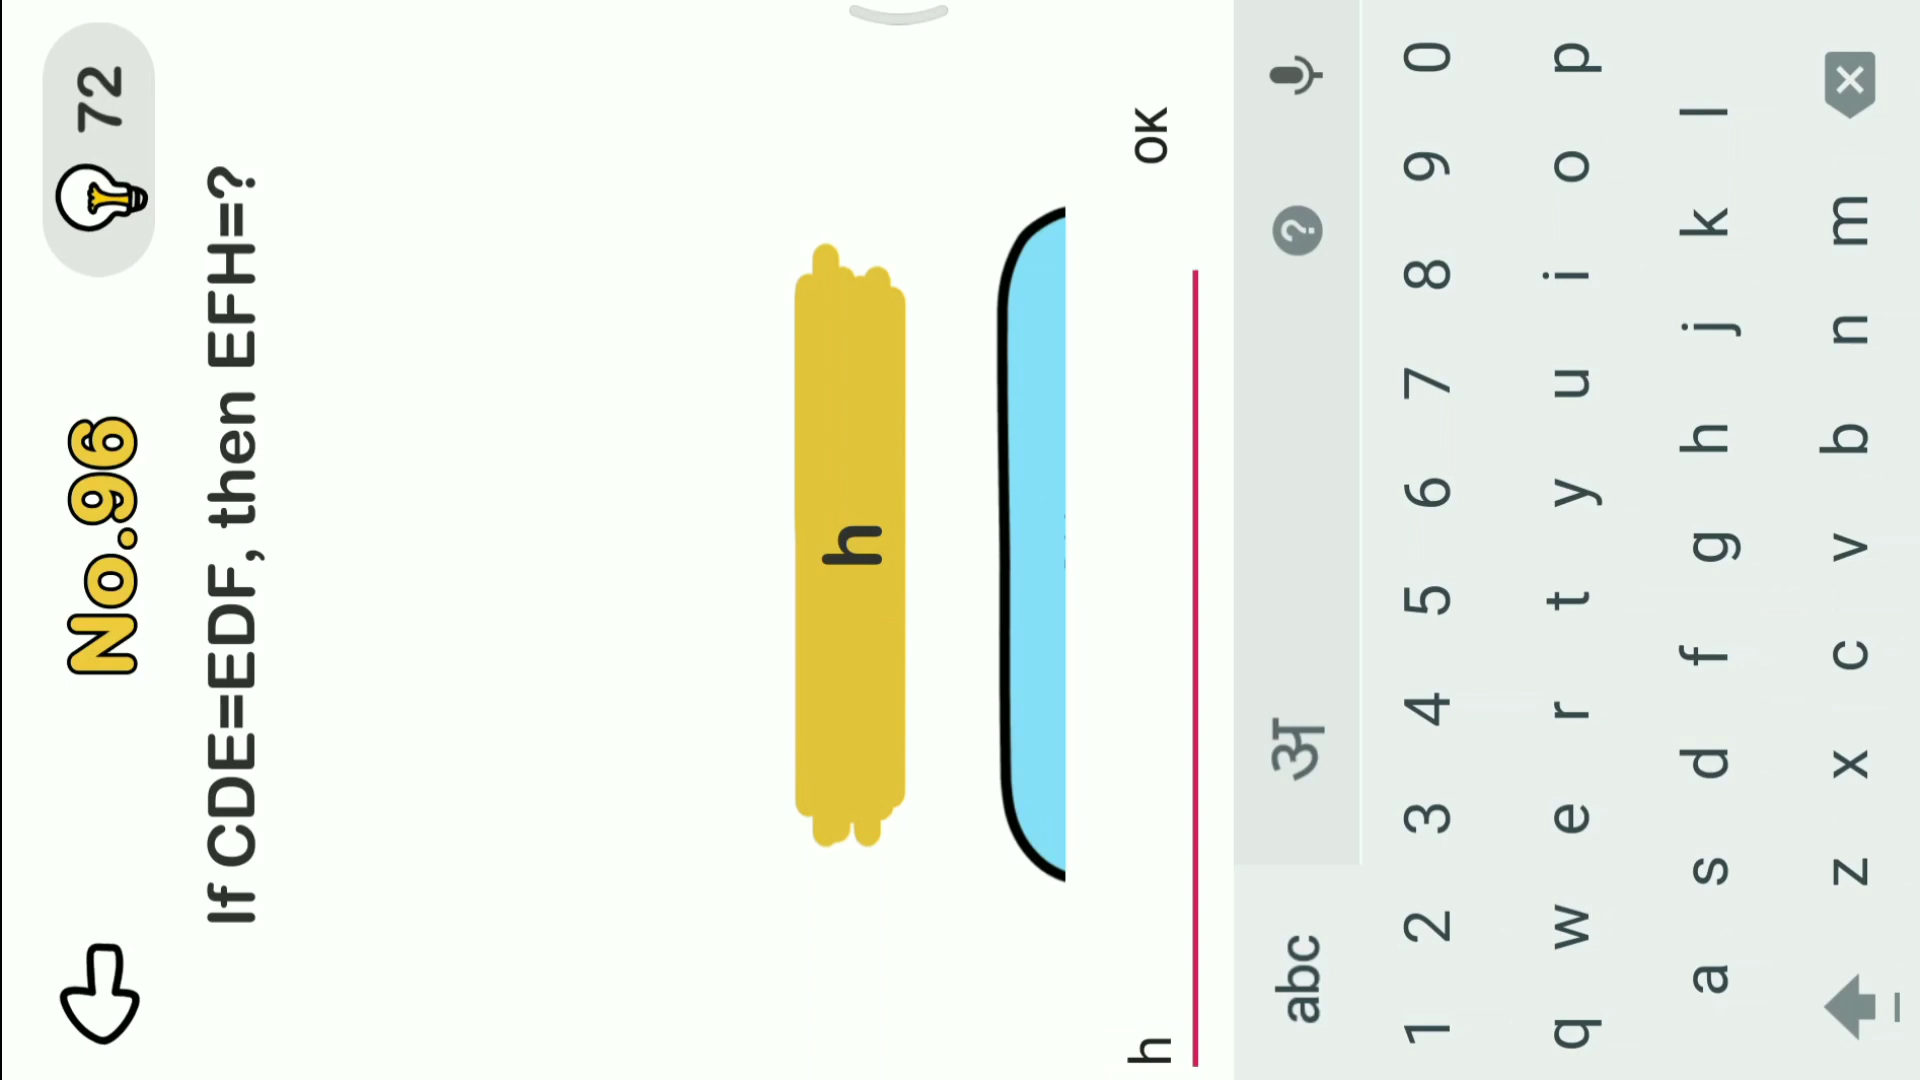 No.96
72
If CDE=EDF, then EFH=?
h
h
OK
abc
अ
1 2 3 4 5 6 7 8 9 0
q w e r t y u i o p
a s d f g h j k l
z x c v b n m